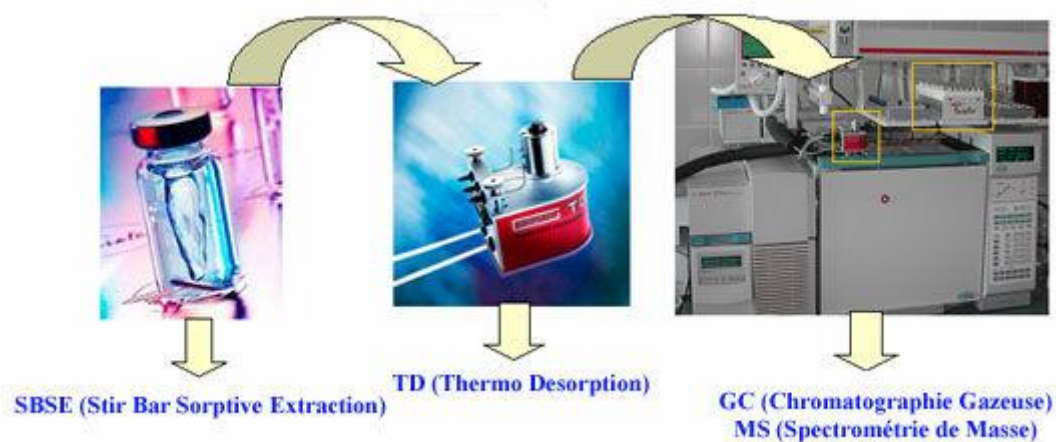 SBSE (Stir Bar Sorptive Extraction)
TD (Thermo Desorption)
GC (Chromatographie Gazeuse)
MS (Spectrométrie de Masse)